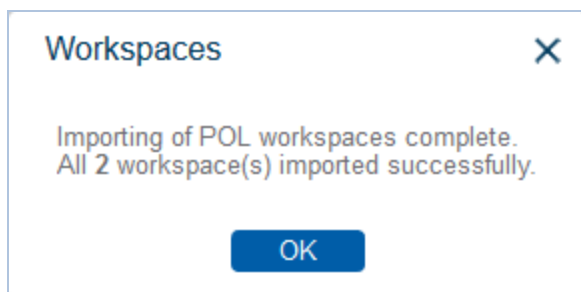 Workspaces
Importing of POL workspaces complete.
All 2 workspace(s) imported successfully.
OK